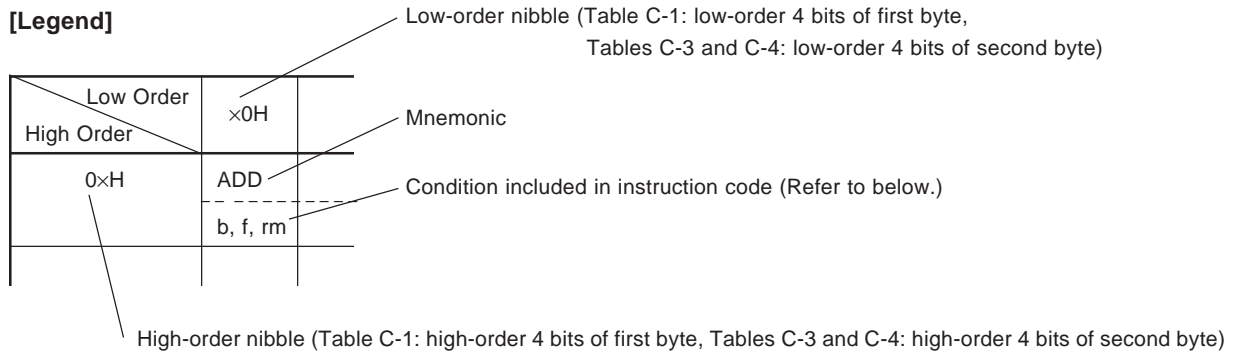 [Legend]
Low-order nibble (Table C-1: low-order 4 bits of first byte,
Tables C-3 and C-4: low-order 4 bits of second byte)
Low Order
High Order
×0H
Mnemonic
0×H
ADD
Condition included in instruction code (Refer to below.)
b, f, rm
High-order nibble (Table C-1: high-order 4 bits of first byte, Tables C-3 and C-4: high-order 4 bits of second byte)